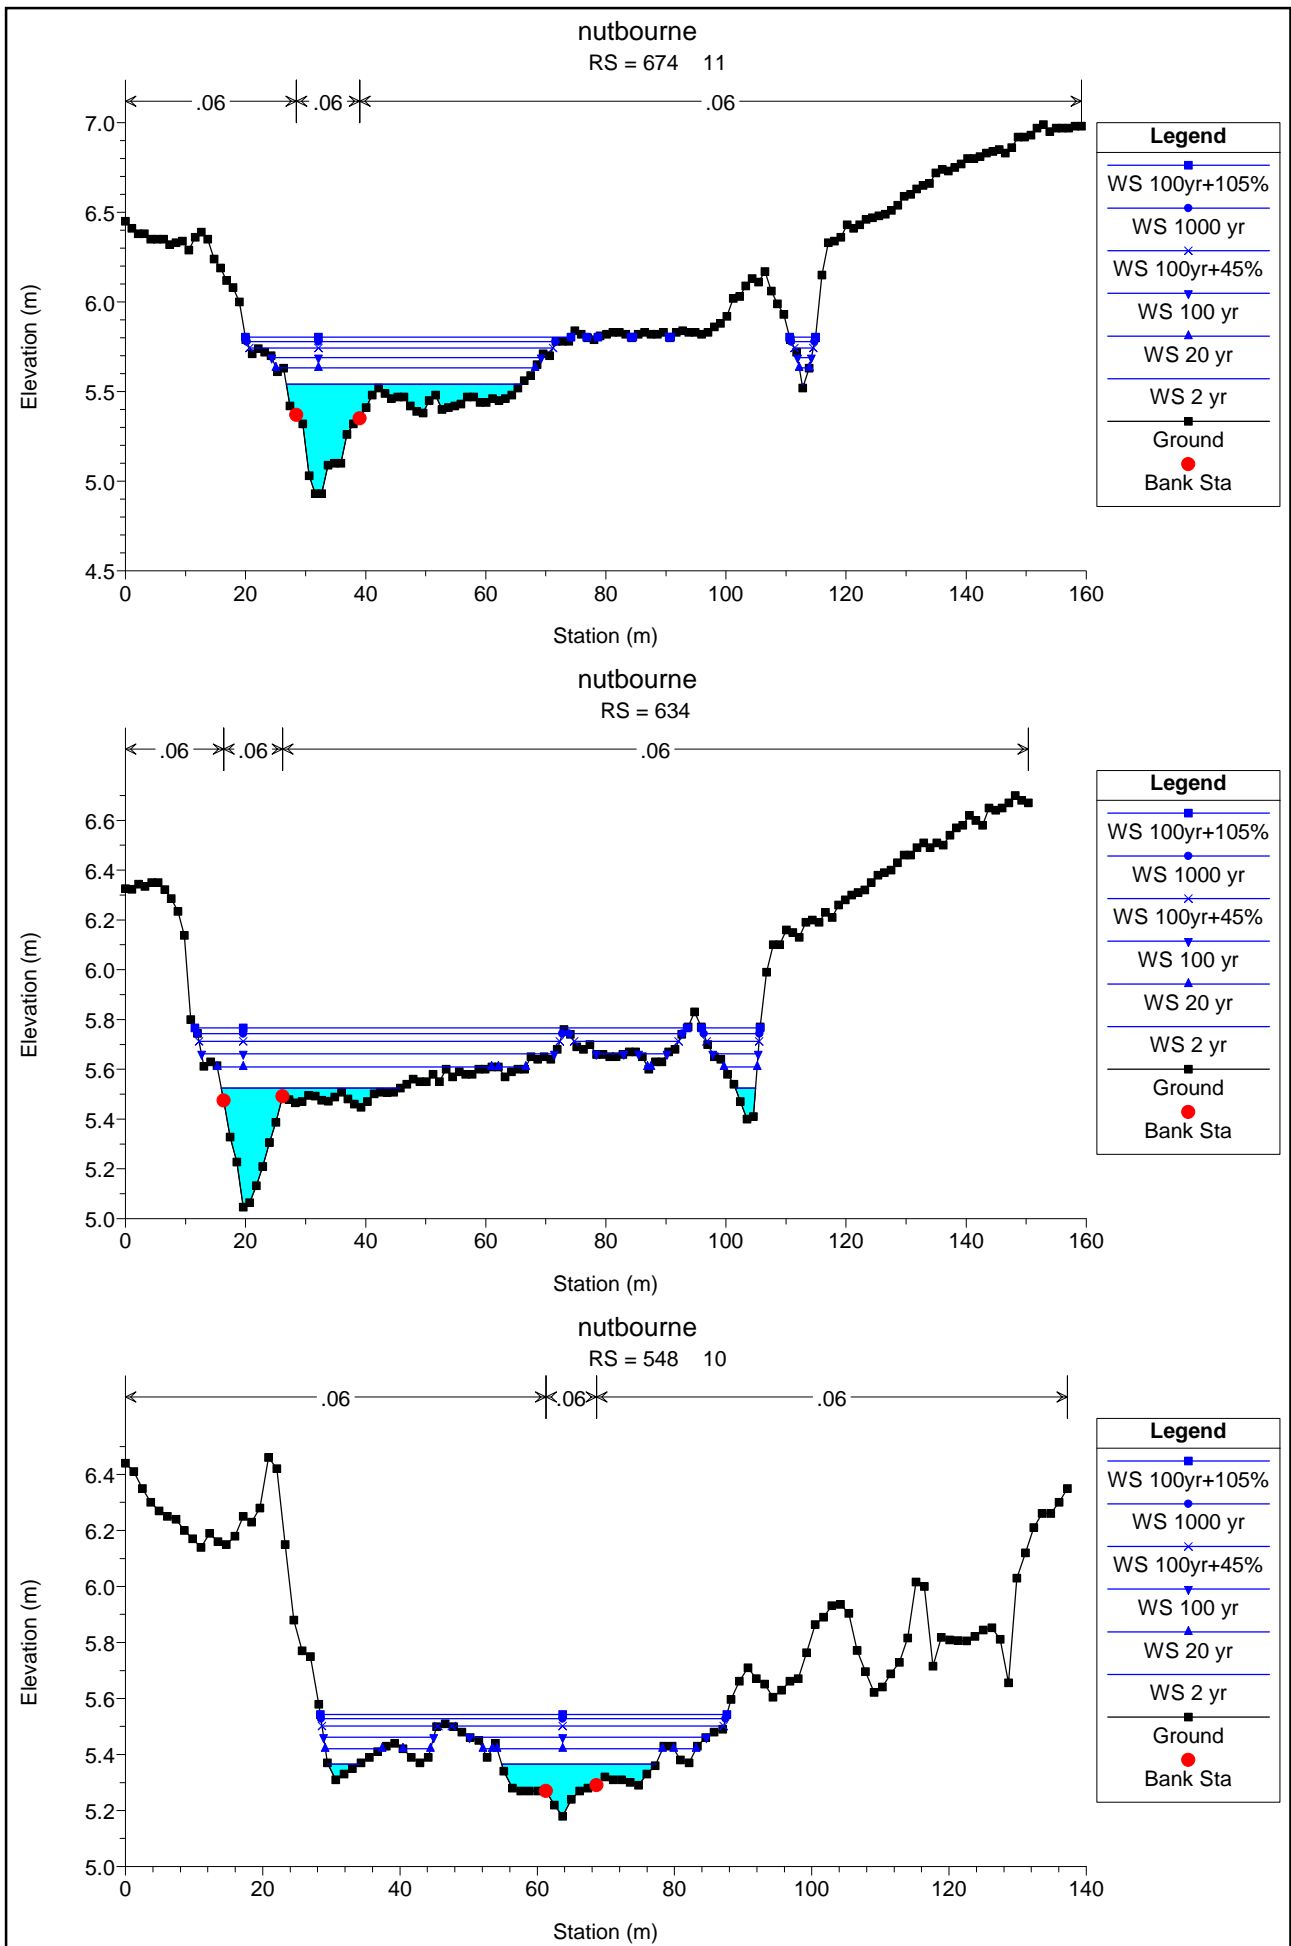 nutbourne
RS = 674 11
.06 .06 .06
7.0
6.5
6.0
5.5
5.0
4.5
0 20 40 60 80 100 120 140 160
Elevation (m)
Station (m)
Legend
WS 100yr+105%
WS 1000 yr
WS 100yr+45%
WS 100 yr
WS 20 yr
WS 2 yr
Ground
Bank Sta
nutbourne
RS = 634
.06 .06 .06
6.6
6.4
6.2
6.0
5.8
5.6
5.4
5.2
5.0
0 20 40 60 80 100 120 140 160
Elevation (m)
Station (m)
Legend
WS 100yr+105%
WS 1000 yr
WS 100yr+45%
WS 100 yr
WS 20 yr
WS 2 yr
Ground
Bank Sta
nutbourne
RS = 548 10
.06 .06 .06
6.4
6.2
6.0
5.8
5.6
5.4
5.2
5.0
0 20 40 60 80 100 120 140
Elevation (m)
Station (m)
Legend
WS 100yr+105%
WS 1000 yr
WS 100yr+45%
WS 100 yr
WS 20 yr
WS 2 yr
Ground
Bank Sta